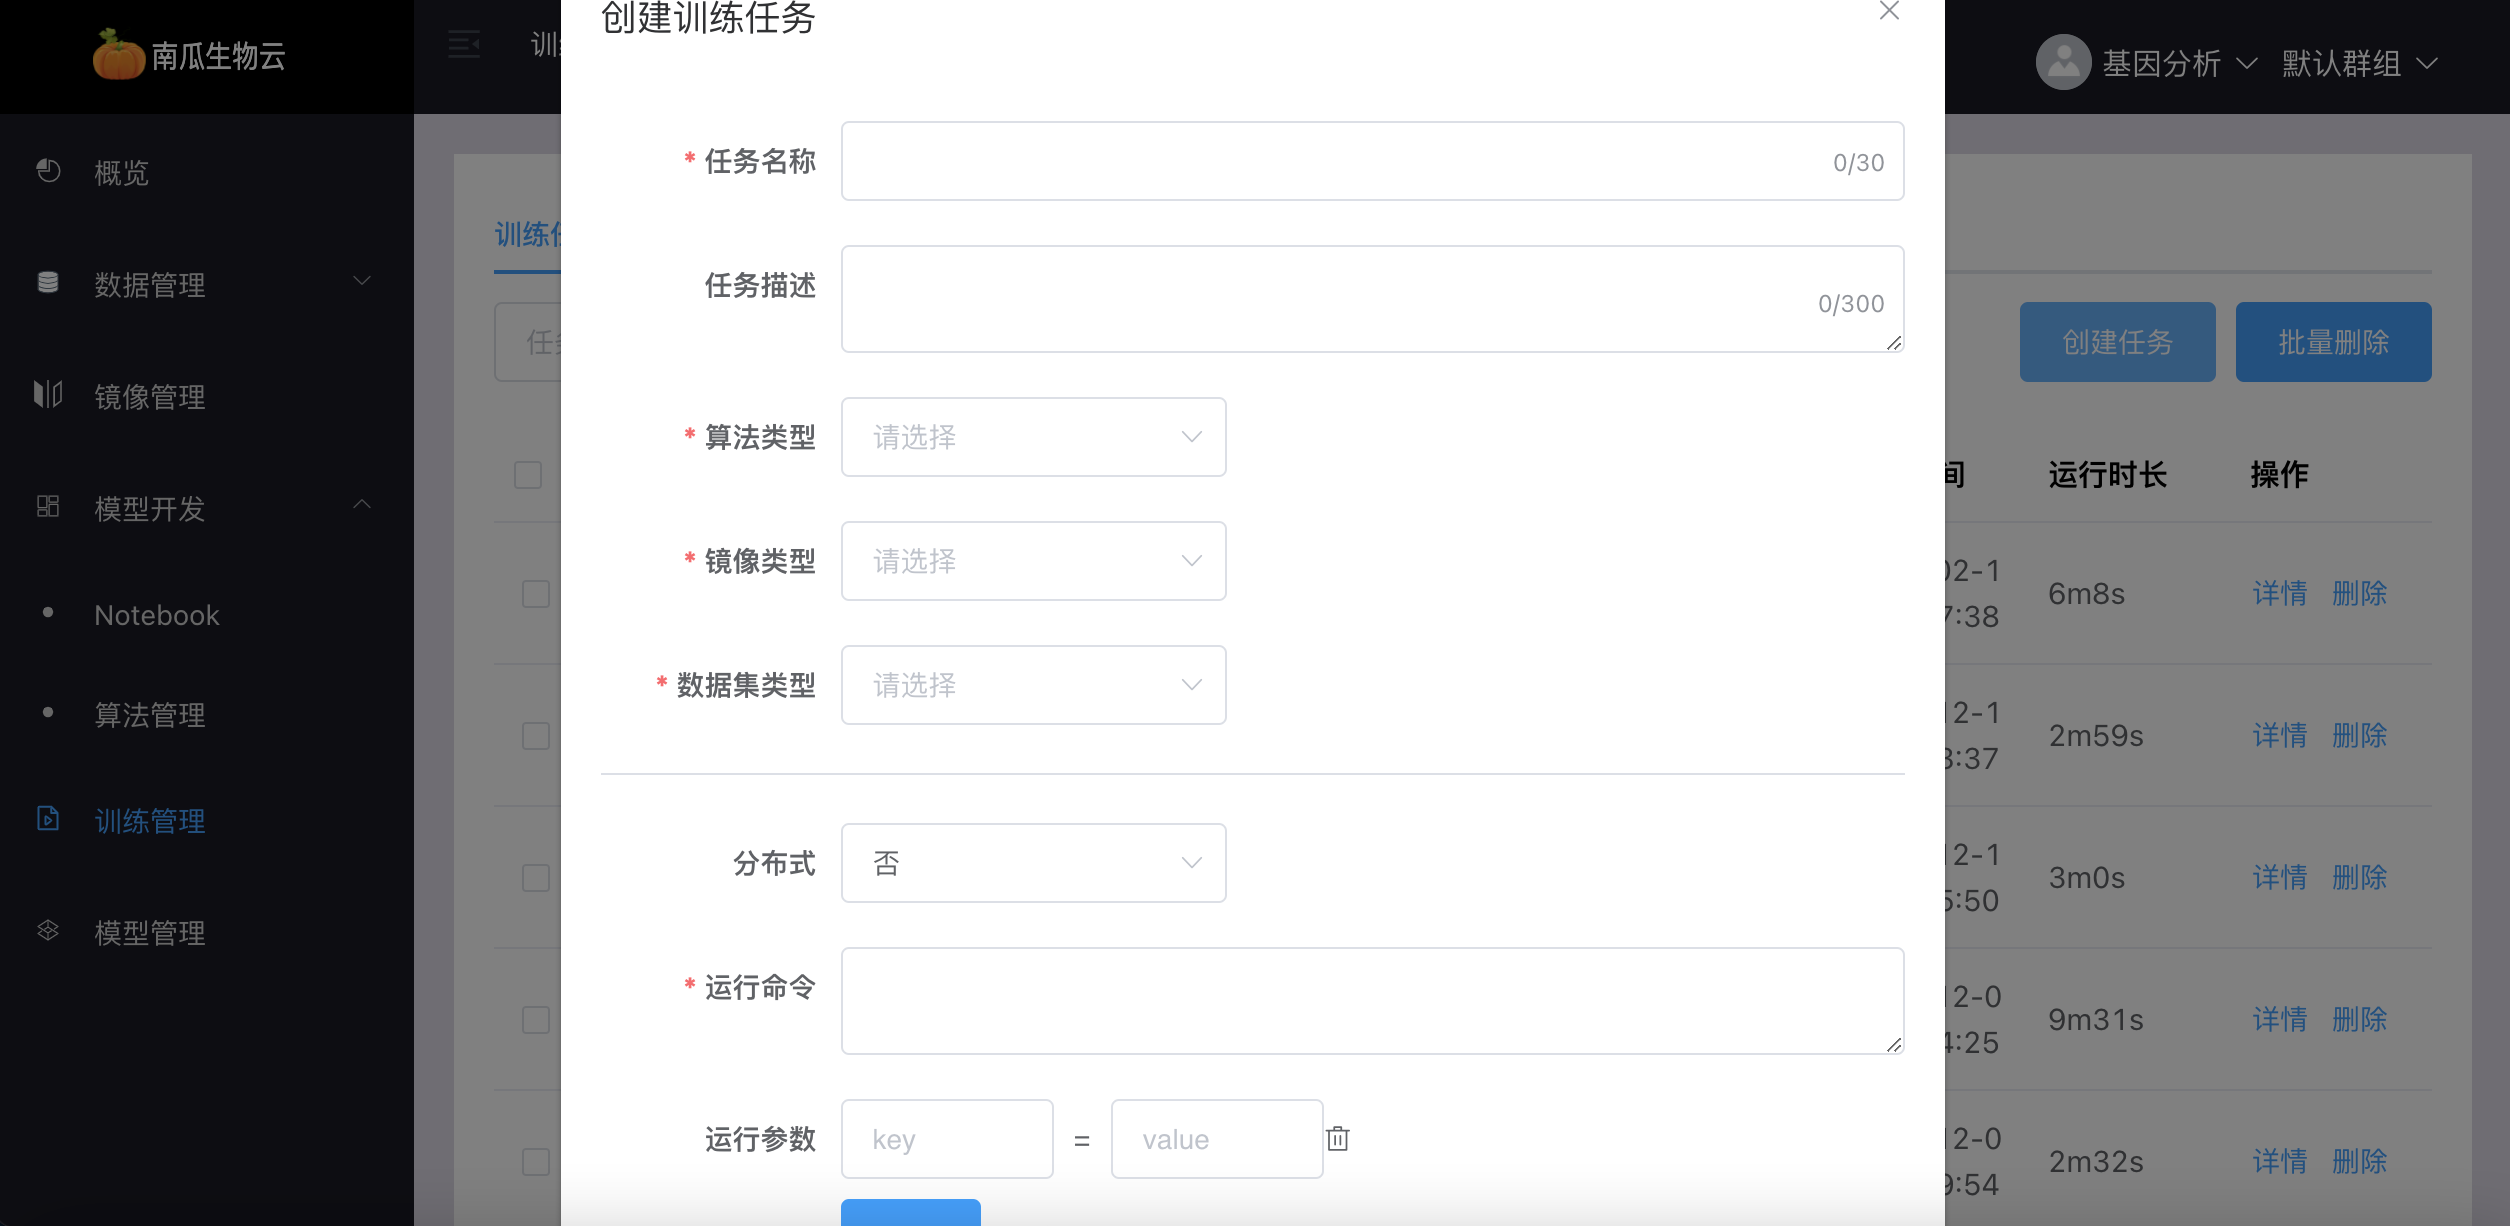 南瓜生物云
基因分析
默认群组
概览
数据管理
镜像管理
模型开发
Notebook
算法管理
训练管理
模型管理
创建训练任务
* 任务名称
0/30
任务描述
0/300
* 算法类型 请选择
* 镜像类型 请选择
* 数据集类型 请选择
分布式 否
* 运行命令
运行参数 key = value
训
训练
任
创建任务 批量删除
间 运行时长 操作
02-1
7:38
6m8s 详情 删除
12-1
3:37
2m59s 详情 删除
12-1
5:50
3m0s 详情 删除
12-0
4:25
9m31s 详情 删除
12-0
9:54
2m32s 详情 删除